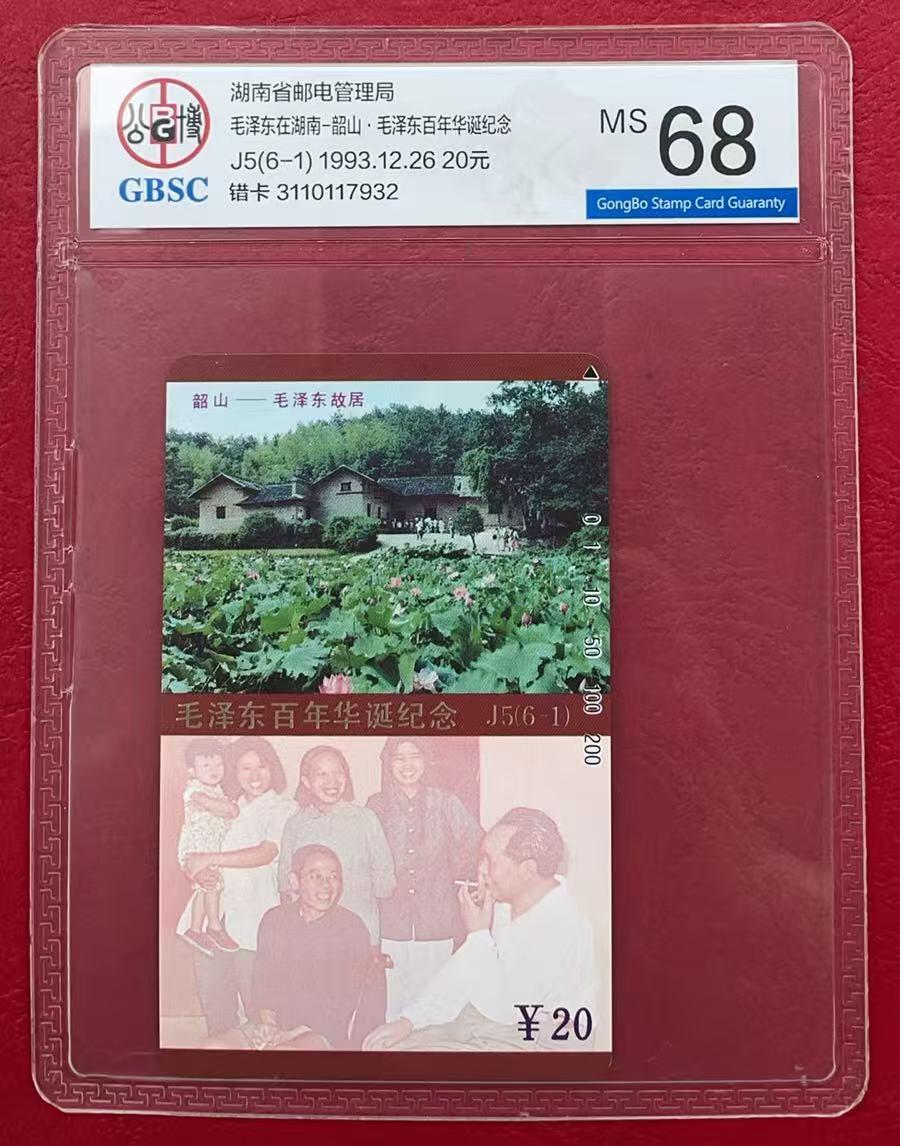 公博
BG
GBSC
湖南省邮电管理局
毛泽东在湖南-韶山·毛泽东百年华诞纪念
J5(6-1) 1993.12.26 20元
错卡 3110117932
MS 68
GongBo Stamp Card Guaranty
韶山——毛泽东故居
0 1 10 50 100 200
毛泽东百年华诞纪念 J5(6-1)
¥20